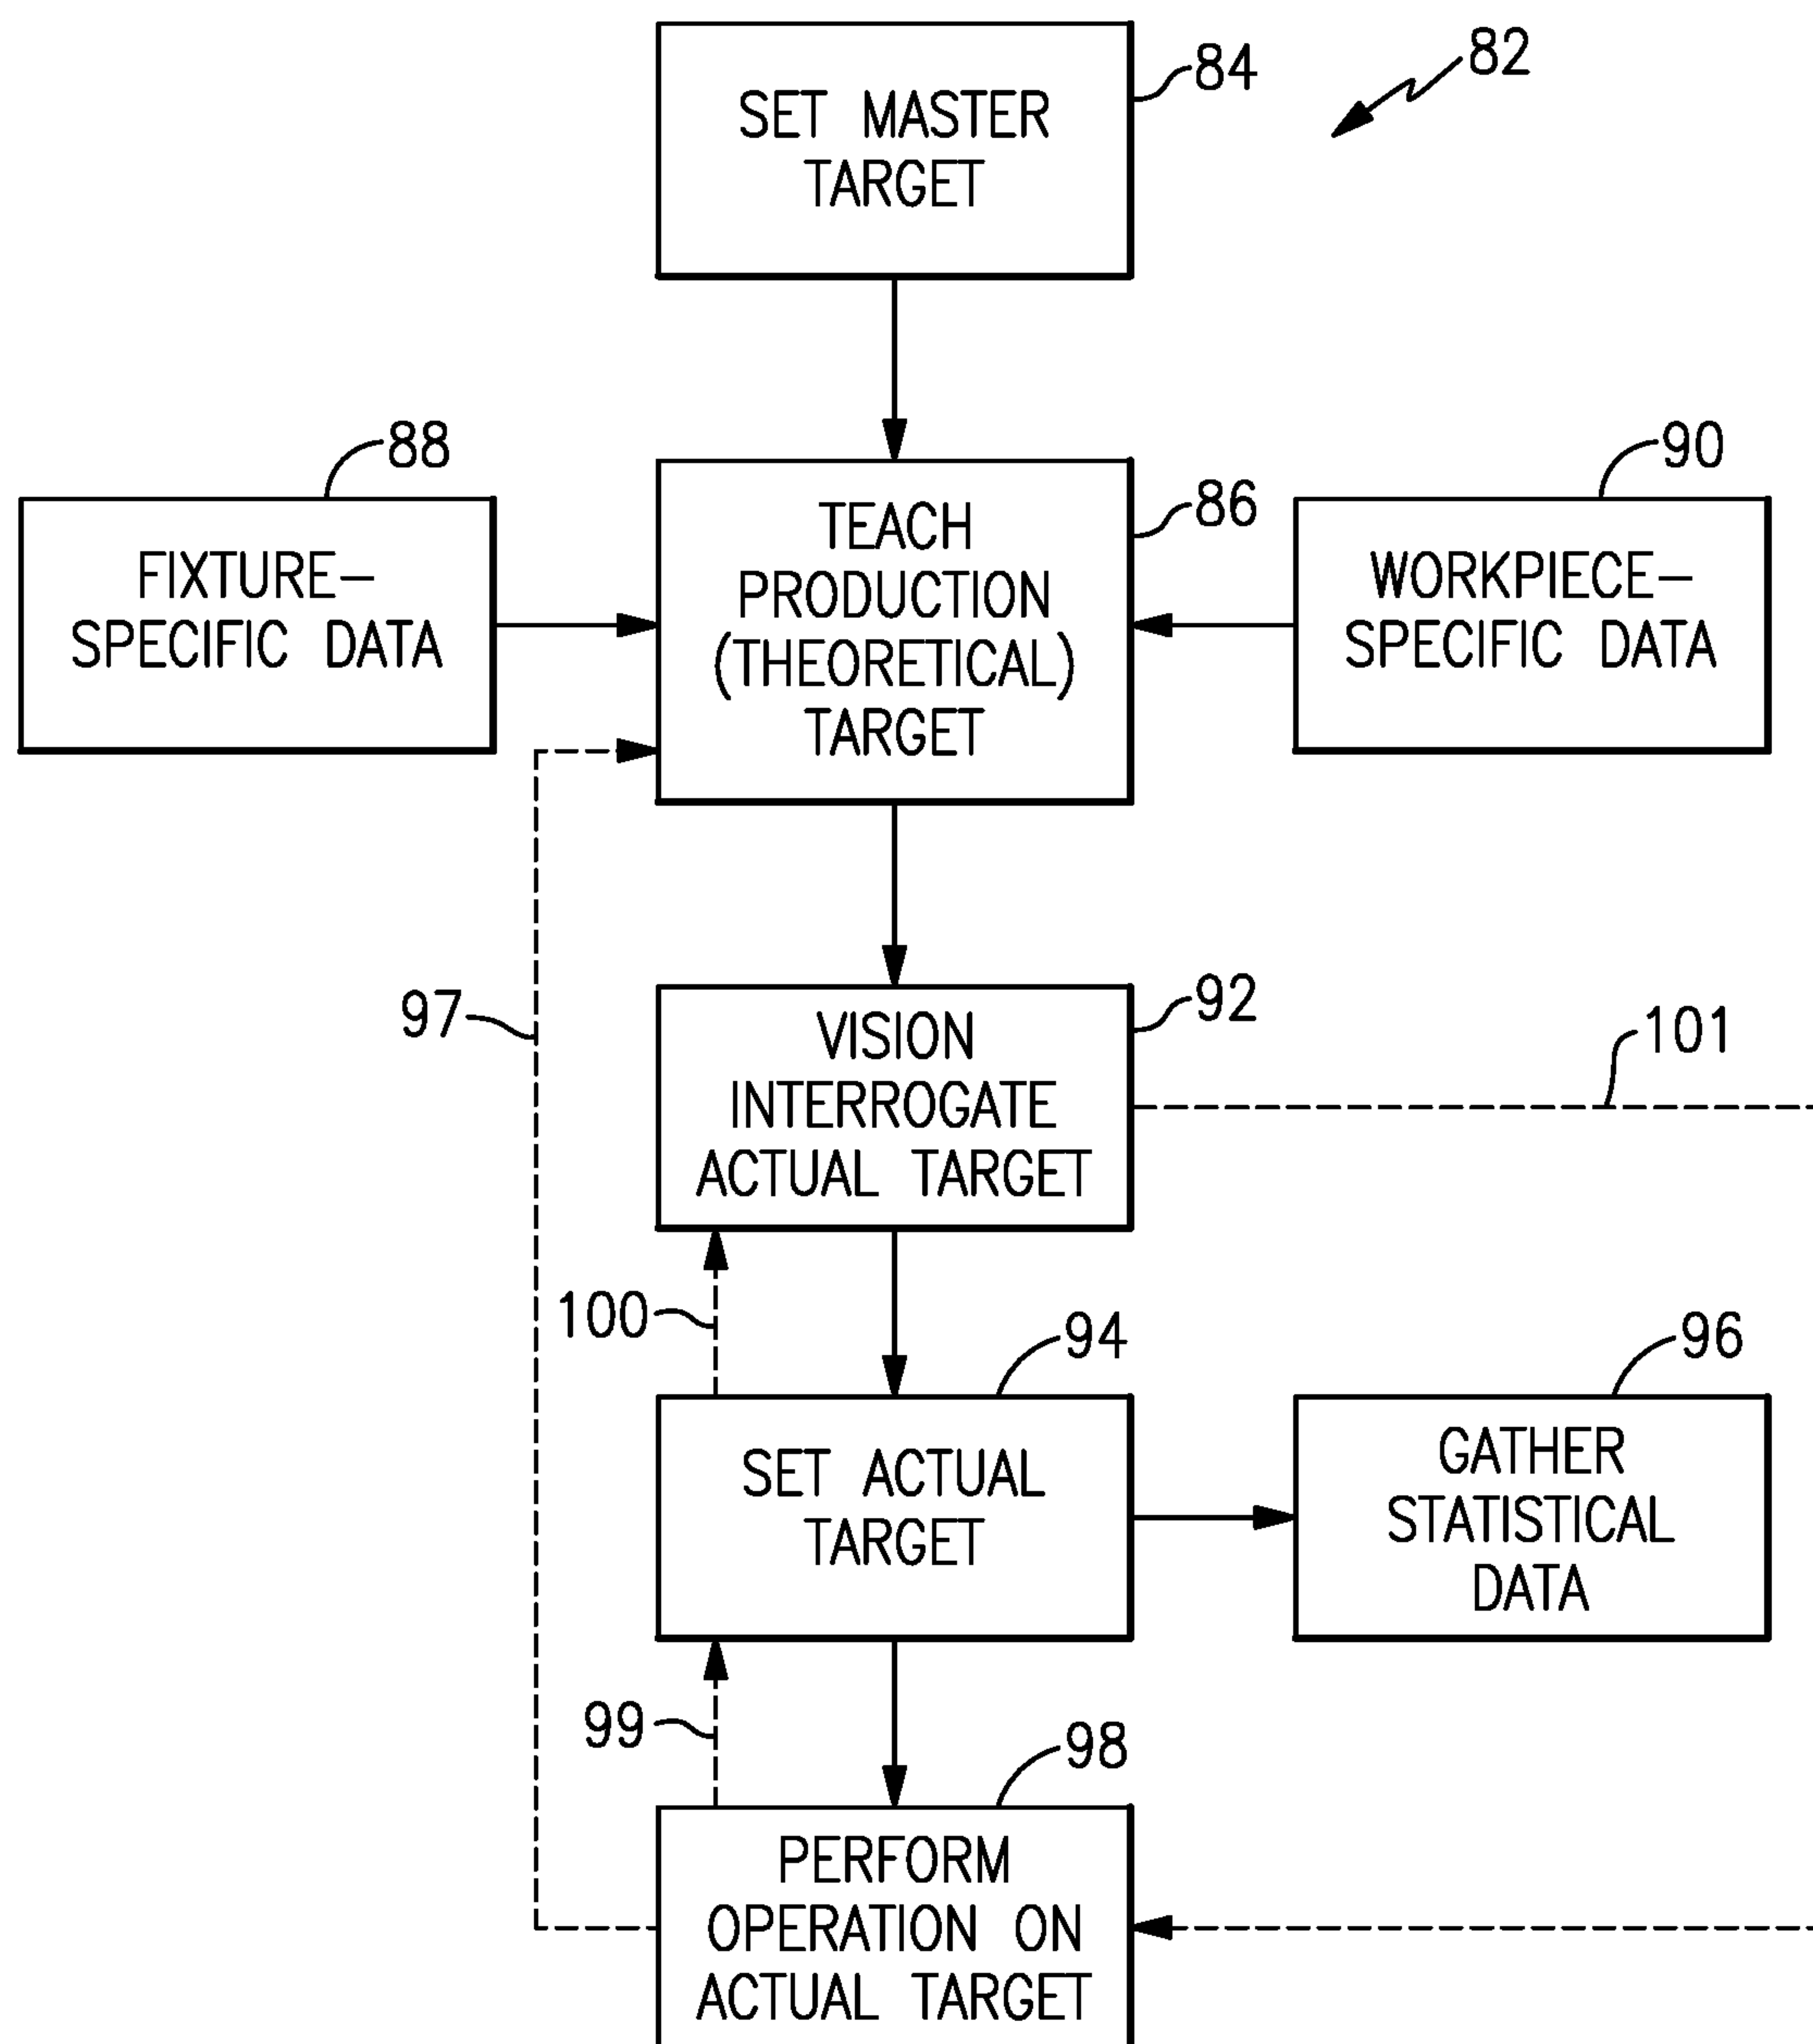 SET MASTER
TARGET
84
82
FIXTURE–
SPECIFIC DATA
88
TEACH
PRODUCTION
(THEORETICAL)
TARGET
86
WORKPIECE–
SPECIFIC DATA
90
VISION
INTERROGATE
ACTUAL TARGET
92
97
101
100
SET ACTUAL
TARGET
94
GATHER
STATISTICAL
DATA
96
99
PERFORM
OPERATION ON
ACTUAL TARGET
98